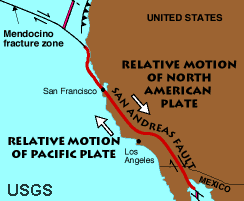 UNITED STATES
Mendocino
fracture zone
RELATIVE MOTION
OF NORTH
AMERICAN
PLATE
San Francisco
SAN ANDREAS FAULT
RELATIVE MOTION
OF PACIFIC PLATE
Los
Angeles
MEXICO
USGS